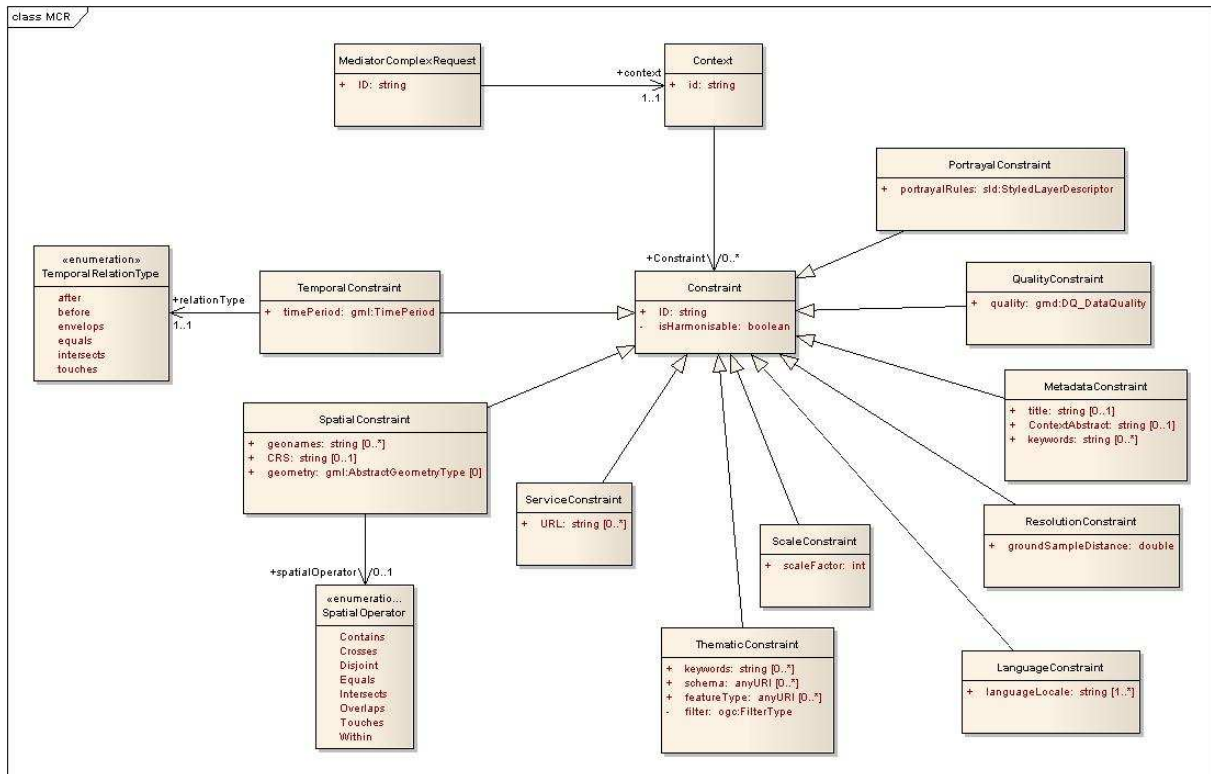 class MCR
MediatorComplexRequest
+ ID: string
+context
1..1
Context
+ id: string
PortrayalConstraint
+ portrayalRules: sld:StyledLayerDescriptor
«enumeration»
TemporalRelationType
after
before
envelops
equals
intersects
touches
+relationType
1..1
TemporalConstraint
+ timePeriod: gml:TimePeriod
+Constraint
0..*
Constraint
+ ID: string
- isHarmonisable: boolean
QualityConstraint
+ quality: gmd:DQ_DataQuality
MetadataConstraint
+ title: string [0..1]
+ ContextAbstract: string [0..1]
+ keywords: string [0..*]
SpatialConstraint
+ geonames: string [0..*]
+ CRS: string [0..1]
+ geometry: gml:AbstractGeometryType [0]
ServiceConstraint
+ URL: string [0..*]
ScaleConstraint
+ scaleFactor: int
ResolutionConstraint
+ groundSampleDistance: double
+spatialOperator
0..1
«enumeratio...
SpatialOperator
Contains
Crosses
Disjoint
Equals
Intersects
Overlaps
Touches
Within
ThematicConstraint
+ keywords: string [0..*]
+ schema: anyURI [0..*]
+ featureType: anyURI [0..*]
- filter: ogc:FilterType
LanguageConstraint
+ languageLocale: string [1..*]